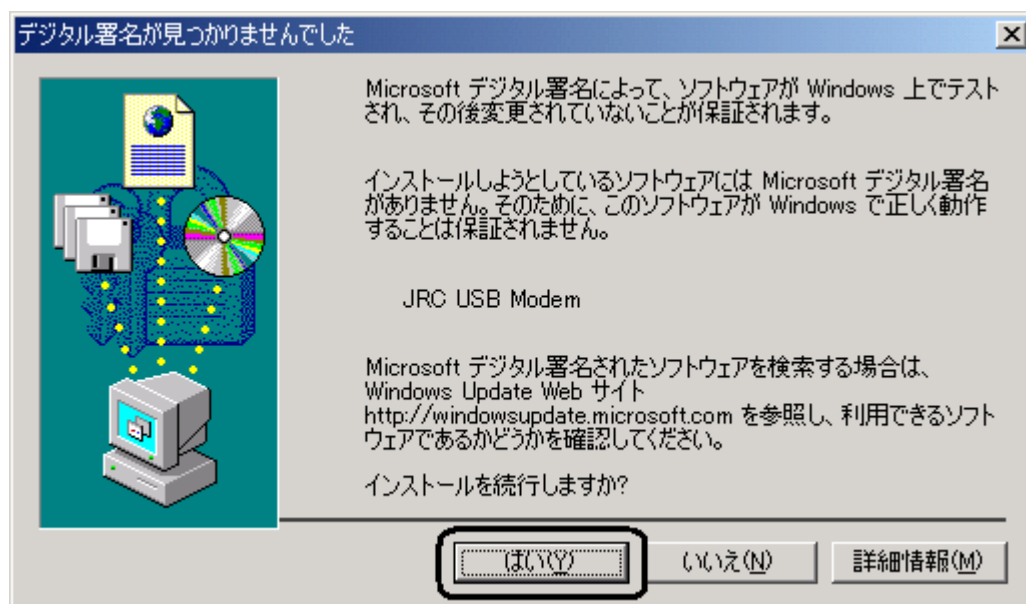 デジタル署名が見つかりませんでした
Microsoft デジタル署名によって、ソフトウェアが Windows 上でテスト
され、その後変更されていないことが保証されます。
インストールしようとしているソフトウェアには Microsoft デジタル署名
がありません。そのために、このソフトウェアが Windows で正しく動作
することは保証されません。
JRC USB Modem
Microsoft デジタル署名されたソフトウェアを検索する場合は、
Windows Update Web サイト
http://windowsupdate.microsoft.com を参照し、利用できるソフト
ウェアであるかどうかを確認してください。
インストールを続行しますか?
はい(Y) いいえ(N) 詳細情報(M)